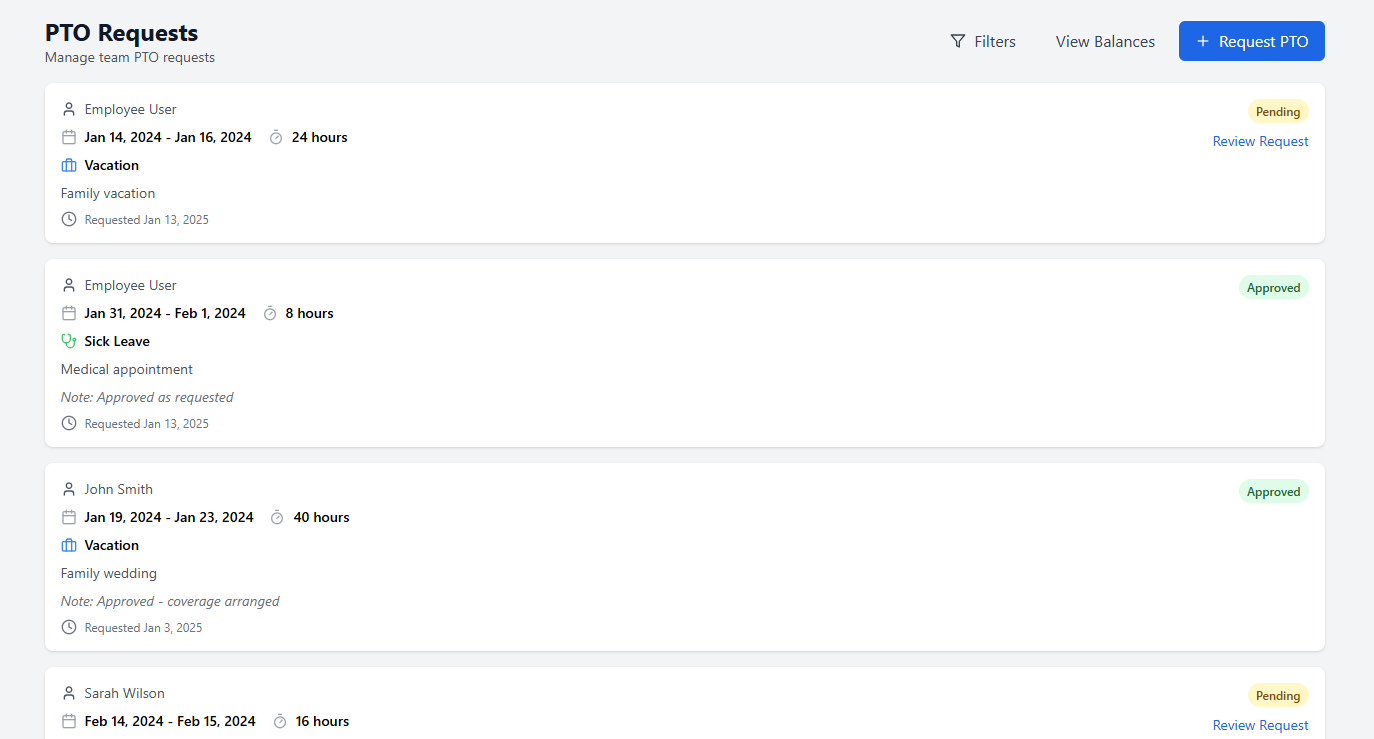 PTO Requests
Manage team PTO requests
Filters
View Balances
+ Request PTO
Employee User
Pending
Jan 14, 2024 - Jan 16, 2024 24 hours
Review Request
Vacation
Family vacation
Requested Jan 13, 2025
Employee User
Approved
Jan 31, 2024 - Feb 1, 2024 8 hours
Sick Leave
Medical appointment
Note: Approved as requested
Requested Jan 13, 2025
John Smith
Approved
Jan 19, 2024 - Jan 23, 2024 40 hours
Vacation
Family wedding
Note: Approved - coverage arranged
Requested Jan 3, 2025
Sarah Wilson
Pending
Feb 14, 2024 - Feb 15, 2024 16 hours
Review Request